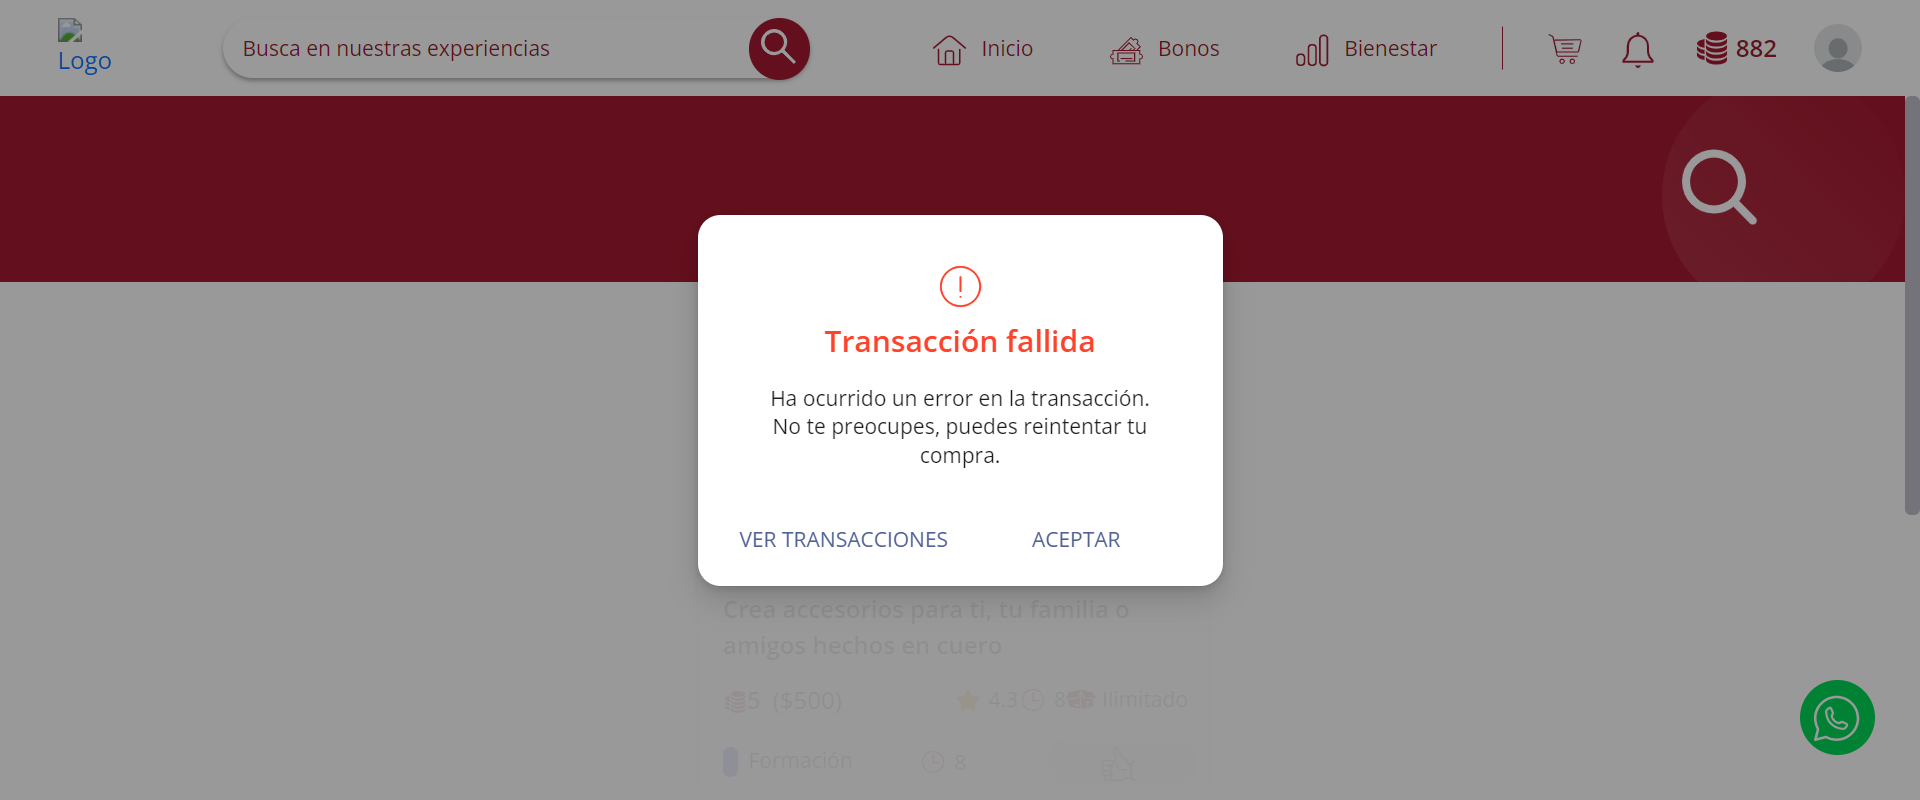 Logo
Busca en nuestras experiencias
Inicio
Bonos
Bienestar
882
Transacción fallida
Ha ocurrido un error en la transacción.
No te preocupes, puedes reintentar tu
compra.
VER TRANSACCIONES
ACEPTAR
Crea accesorios para ti, tu familia o
amigos hechos en cuero
5 ($500)
4.3
8
Ilimitado
Formación
8